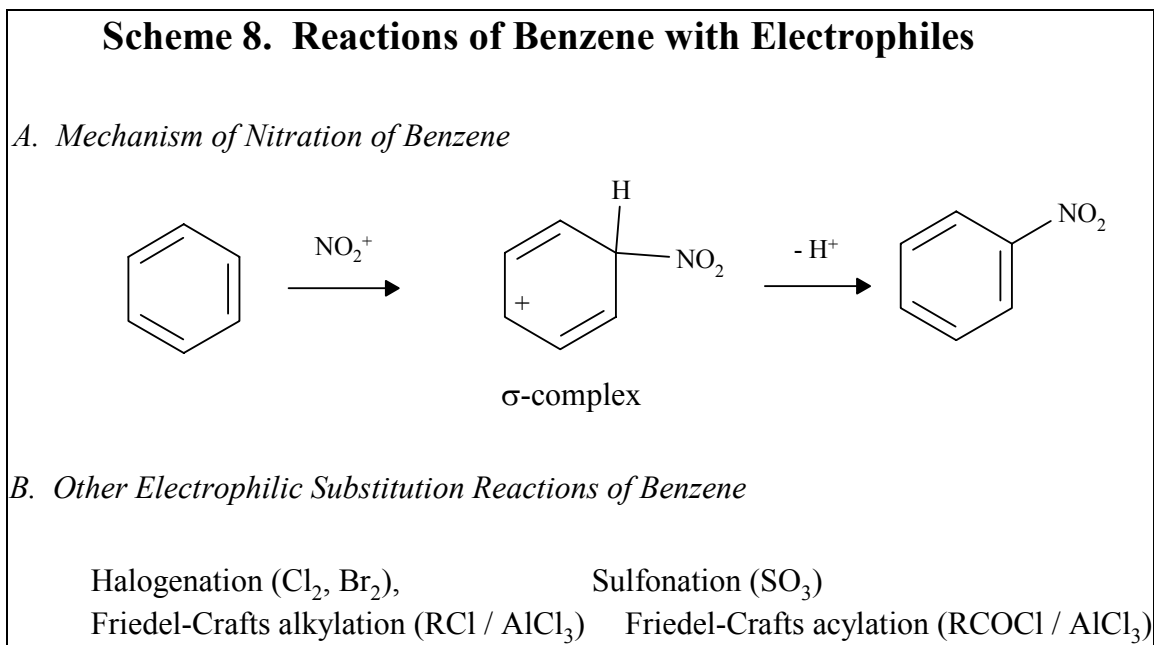 Scheme 8. Reactions of Benzene with Electrophiles
A. Mechanism of Nitration of Benzene
H
NO₂⁺
NO₂
- H⁺
NO₂
+
σ-complex
B. Other Electrophilic Substitution Reactions of Benzene
Halogenation (Cl₂, Br₂), Sulfonation (SO₃)
Friedel-Crafts alkylation (RCl / AlCl₃) Friedel-Crafts acylation (RCOCl / AlCl₃)